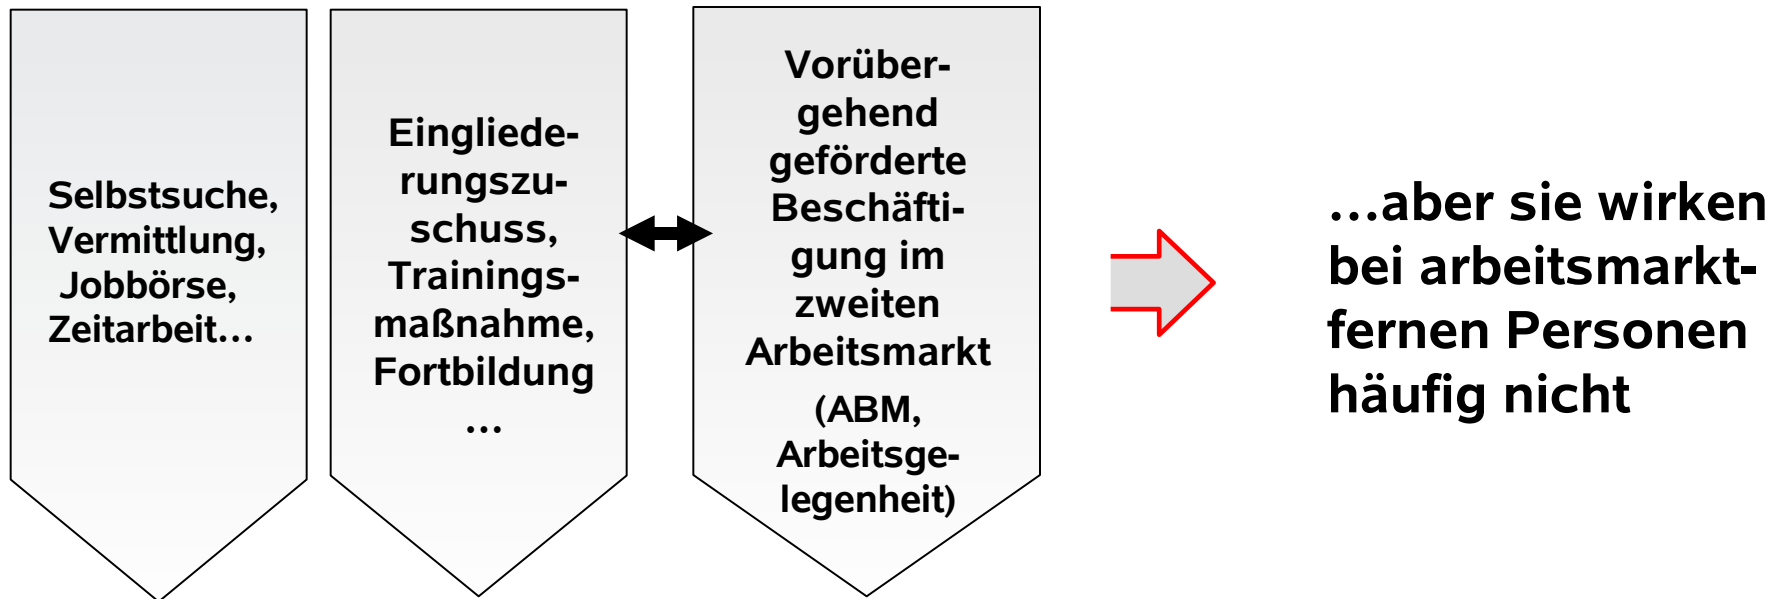 Selbstsuche,
Vermittlung,
Jobbörse,
Zeitarbeit…
Eingliede-
rungszu-
schuss,
Trainings-
maßnahme,
Fortbildung
…
Vorüber-
gehend
geförderte
Beschäfti-
gung im
zweiten
Arbeitsmarkt
(ABM,
Arbeitsge-
legenheit)
…aber sie wirken
bei arbeitsmarkt-
fernen Personen
häufig nicht